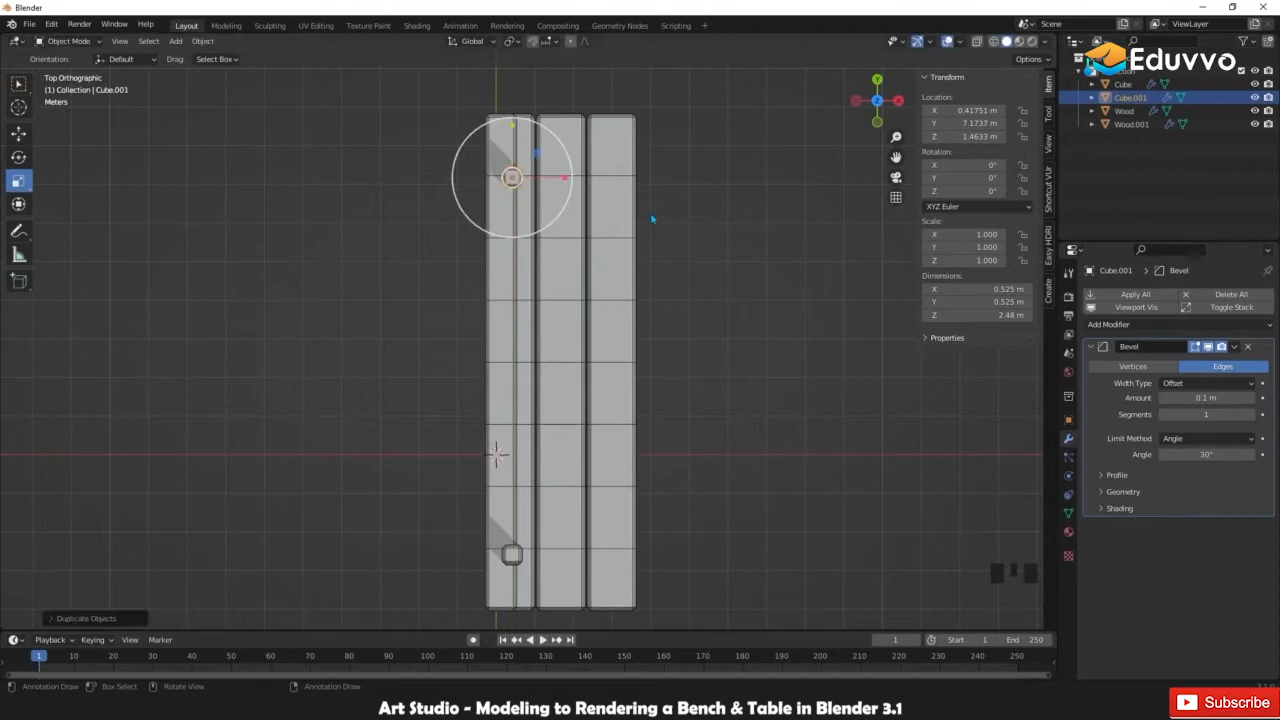 Blender
File Edit Render Window Help Layout Modeling Sculpting UV Editing Texture Paint Shading Animation Rendering Compositing Geometry Nodes Scripting + Scene ViewLayer
Object Mode View Select Add Object Global
Orientation: Default Drag: Select Box Options
Eduvvo
Top Orthographic
(1) Collection | Cube.001
Meters
Transform
Location:
X 0.41751 m
Y 7.1737 m
Z 1.4633 m
Rotation:
X 0°
Y 0°
Z 0°
XYZ Euler
Scale:
X 1.000
Y 1.000
Z 1.000
Dimensions:
X 0.525 m
Y 0.525 m
Z 2.48 m
Properties
Item
Tool
View
Shortcut VUr
Easy HDRI
Create
Cube
Cube.001
Wood
Wood.001
Cube.001 Bevel
Apply All Delete All
Viewport Vis Toggle Stack
Add Modifier
Bevel
Vertices Edges
Width Type Offset
Amount 0.1 m
Segments 1
Limit Method Angle
Angle 30°
Profile
Geometry
Shading
Duplicate Objects
Playback Keying View Marker 1 Start 1 End 250
1 10 20 30 40 50 60 70 80 90 100 110 120 130 140 150 160 170 180 190 200 210 220 230 240 250
Annotation Draw Box Select Rotate View Annotation Draw
Art Studio - Modeling to Rendering a Bench & Table in Blender 3.1
Subscribe